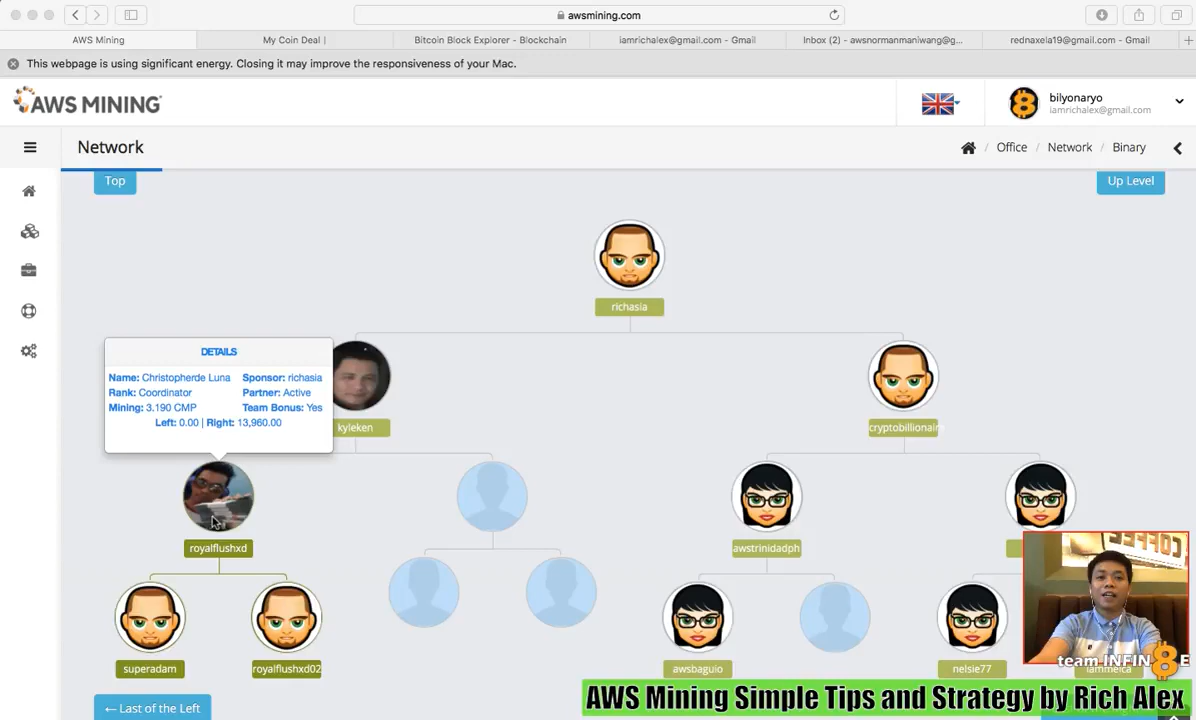 awsmining.com
AWS Mining
My Coin Deal |
Bitcoin Block Explorer - Blockchain
iamrichalex@gmail.com - Gmail
Inbox (2) - awsnormanmaniwang@g...
rednaxela19@gmail.com - Gmail
This webpage is using significant energy. Closing it may improve the responsiveness of your Mac.
AWS MINING
bilyonaryo
iamrichalex@gmail.com
Network
/ Office / Network / Binary
Top
Up Level
richasia
DETAILS
Name: Christopherde Luna Sponsor: richasia
Rank: Coordinator Partner: Active
Mining: 3.190 CMP Team Bonus: Yes
Left: 0.00 | Right: 13,960.00
kyleken
cryptobillionair
royalflushxd
awstrinidadph
COFFEE
superadam
royalflushxd02
awsbaguio
nelsie77
team INFIN8E
iammelca
← Last of the Left
AWS Mining Simple Tips and Strategy by Rich Alex